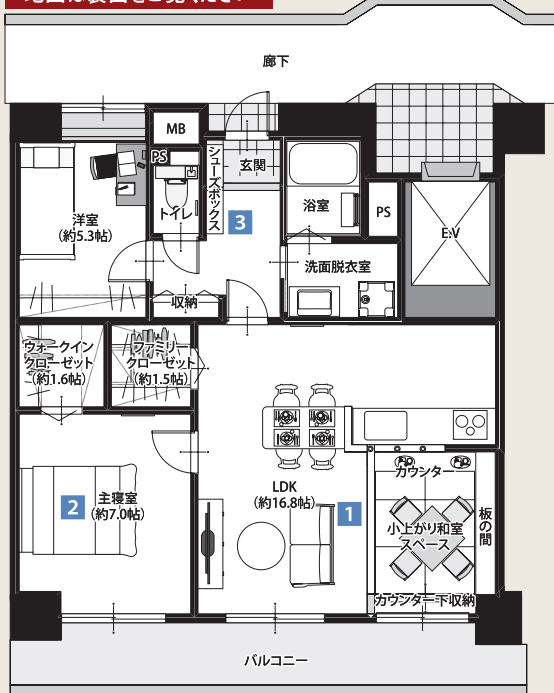 廊下
MB
PS
シューズボックス
玄関
トイレ
3
浴室
PS
E.V
洋室
（約5.3帖）
洗面脱衣室
収納
ウォークイン
クローゼット
（約1.6帖）
ファミリー
クローゼット
（約1.5帖）
カウンター
LDK
（約16.8帖）
1
2
主寝室
（約7.0帖）
小上がり和室
スペース
板の間
カウンター下収納
バルコニー